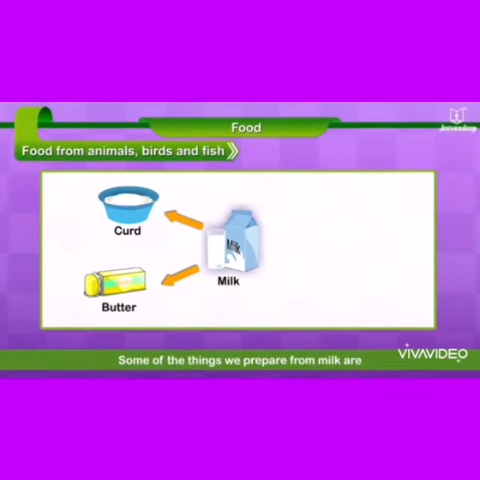 Food
Food from animals, birds and fish
Curd
Milk
Milk
Butter
Some of the things we prepare from milk are
VIVAVIDEO